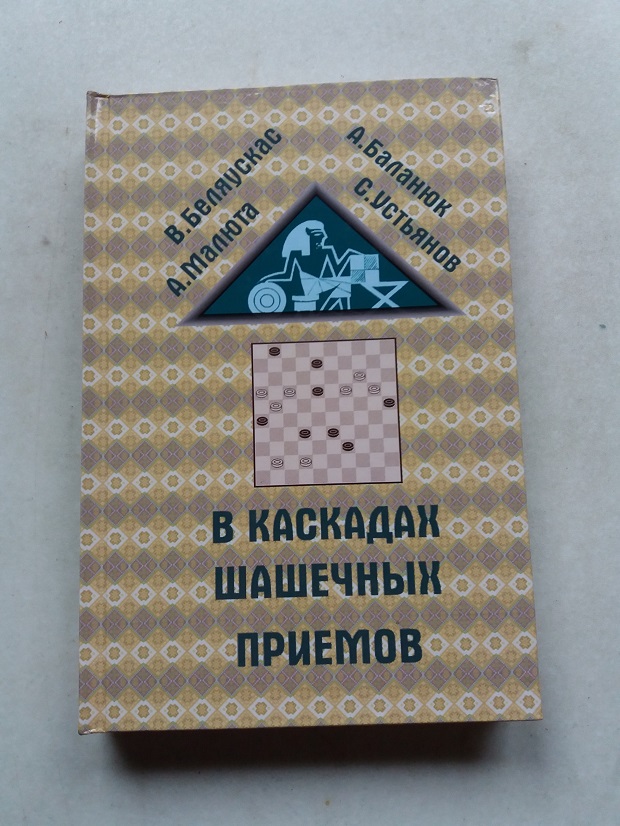 В. Беляускас
А. Малюта
А. Баланюк
С. Устьянов
В КАСКАДАХ
ШАШЕЧНЫХ
ПРИЕМОВ